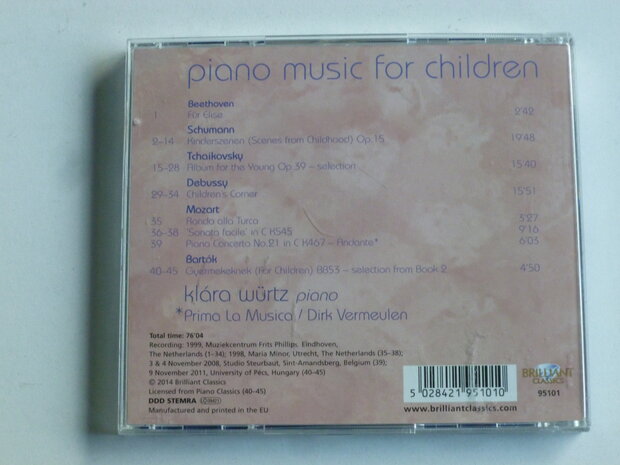 piano music for children
Beethoven
1 Für Elise 2'42
Schumann
2–14 Kinderszenen (Scenes from Childhood) Op.15 19'48
Tchaikovsky
15–28 Album for the Young Op.39 – selection 15'40
Debussy
29–34 Children's Corner 15'51
Mozart
35 Rondo alla Turca 3'27
36–38 'Sonata facile' in C K545 9'16
39 Piano Concerto No.21 in C K467 – Andante* 6'03
Bartók
40–45 Gyermekeknek (For Children) BB53 – selection from Book 2 4'50
klára würtz piano
*Prima La Musica / Dirk Vermeulen
Total time: 76'04
Recording: 1999, Muziekcentrum Frits Phillips, Eindhoven,
The Netherlands (1–34); 1998, Maria Minor, Utrecht, The Netherlands (35–38);
3 & 4 November 2008, Studio Steurbaut, Sint-Amandsberg, Belgium (39);
9 November 2011, University of Pécs, Hungary (40–45)
℗ 2014 Brilliant Classics
Licensed from Piano Classics (40–45)
DDD STEMRA
Manufactured and printed in the EU
5 028421 951010
www.brilliantclassics.com
BRILLIANT
CLASSICS
95101